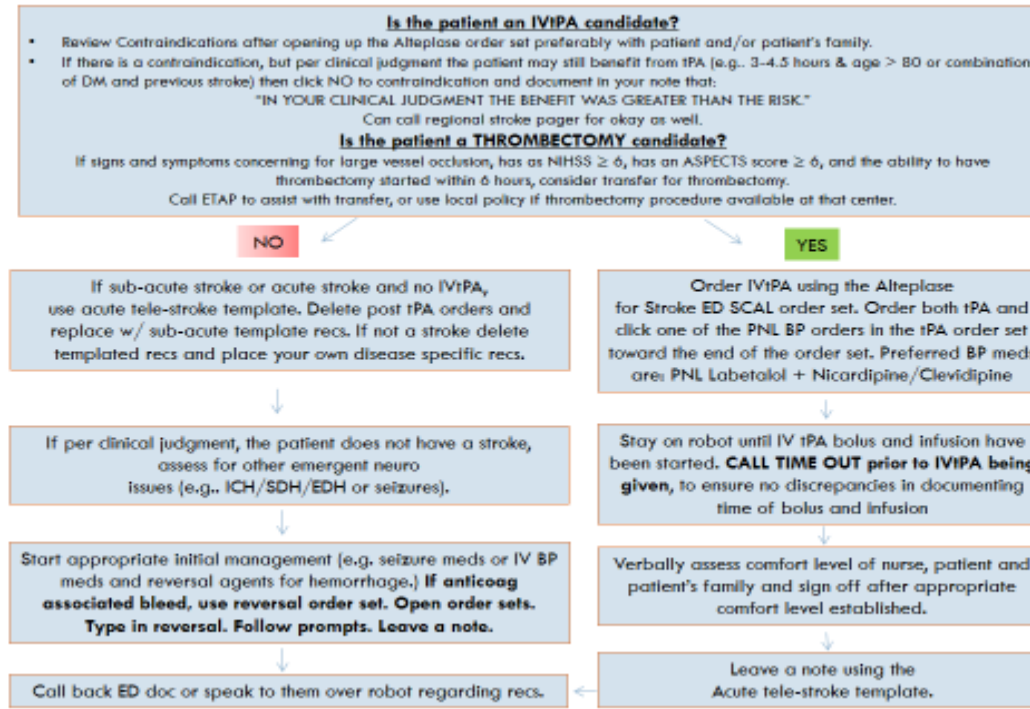 Is the patient an IVtPA candidate?
• Review Contraindications after opening up the Alteplase order set preferably with patient and/or patient's family.
• If there is a contraindication, but per clinical judgment the patient may still benefit from tPA (e.g.. 3-4.5 hours & age > 80 or combination
of DM and previous stroke) then click NO to contraindication and document in your note that:
"IN YOUR CLINICAL JUDGMENT THE BENEFIT WAS GREATER THAN THE RISK."
Can call regional stroke pager for okay as well.
Is the patient a THROMBECTOMY candidate?
If signs and symptoms concerning for large vessel occlusion, has as NIHSS ≥ 6, has an ASPECTS score ≥ 6, and the ability to have
thrombectomy started within 6 hours, consider transfer for thrombectomy.
Call ETAP to assist with transfer, or use local policy if thrombectomy procedure available at that center.
NO
If sub-acute stroke or acute stroke and no IVtPA,
use acute tele-stroke template. Delete post tPA orders and
replace w/ sub-acute template recs. If not a stroke delete
templated recs and place your own disease specific recs.
If per clinical judgment, the patient does not have a stroke,
assess for other emergent neuro
issues (e.g.. ICH/SDH/EDH or seizures).
Start appropriate initial management (e.g. seizure meds or IV BP
meds and reversal agents for hemorrhage.) If anticoag
associated bleed, use reversal order set. Open order sets.
Type in reversal. Follow prompts. Leave a note.
Call back ED doc or speak to them over robot regarding recs.
YES
Order IVtPA using the Alteplase
for Stroke ED SCAL order set. Order both tPA and
click one of the PNL BP orders in the tPA order set
toward the end of the order set. Preferred BP meds
are: PNL Labetalol + Nicardipine/Clevidipine
Stay on robot until IV tPA bolus and infusion have
been started. CALL TIME OUT prior to IVtPA being
given, to ensure no discrepancies in documenting
time of bolus and infusion
Verbally assess comfort level of nurse, patient and
patient's family and sign off after appropriate
comfort level established.
Leave a note using the
Acute tele-stroke template.